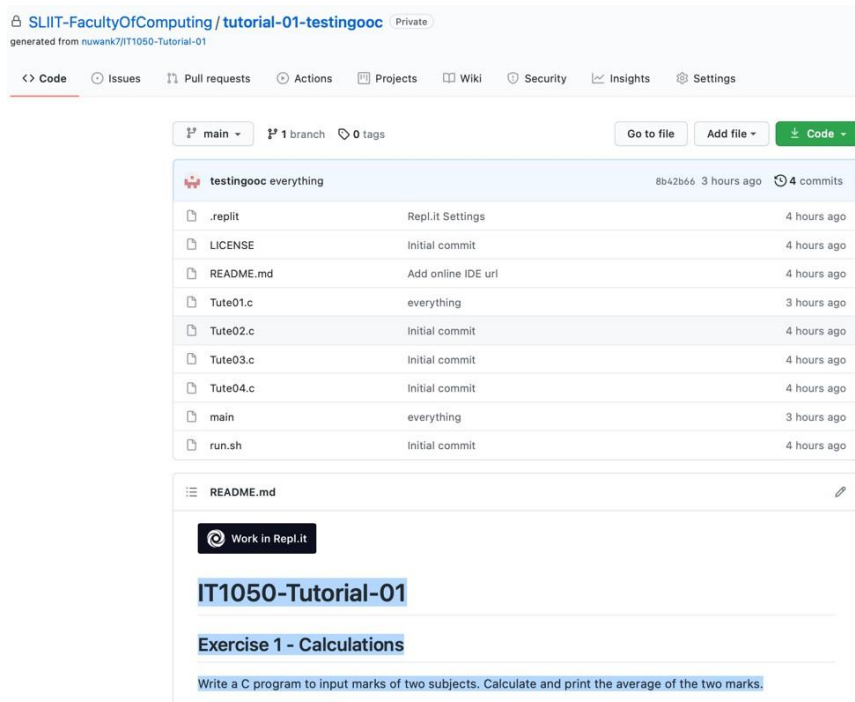 SLIIT-FacultyOfComputing / tutorial-01-testingooc Private
generated from nuwank7/IT1050-Tutorial-01
<> Code Issues Pull requests Actions Projects Wiki Security Insights Settings
main 1 branch 0 tags Go to file Add file Code
testingooc everything 8b42b66 3 hours ago 4 commits
.replit Repl.it Settings 4 hours ago
LICENSE Initial commit 4 hours ago
README.md Add online IDE url 4 hours ago
Tute01.c everything 3 hours ago
Tute02.c Initial commit 4 hours ago
Tute03.c Initial commit 4 hours ago
Tute04.c Initial commit 4 hours ago
main everything 3 hours ago
run.sh Initial commit 4 hours ago
README.md
Work in Repl.it
IT1050-Tutorial-01
Exercise 1 - Calculations
Write a C program to input marks of two subjects. Calculate and print the average of the two marks.